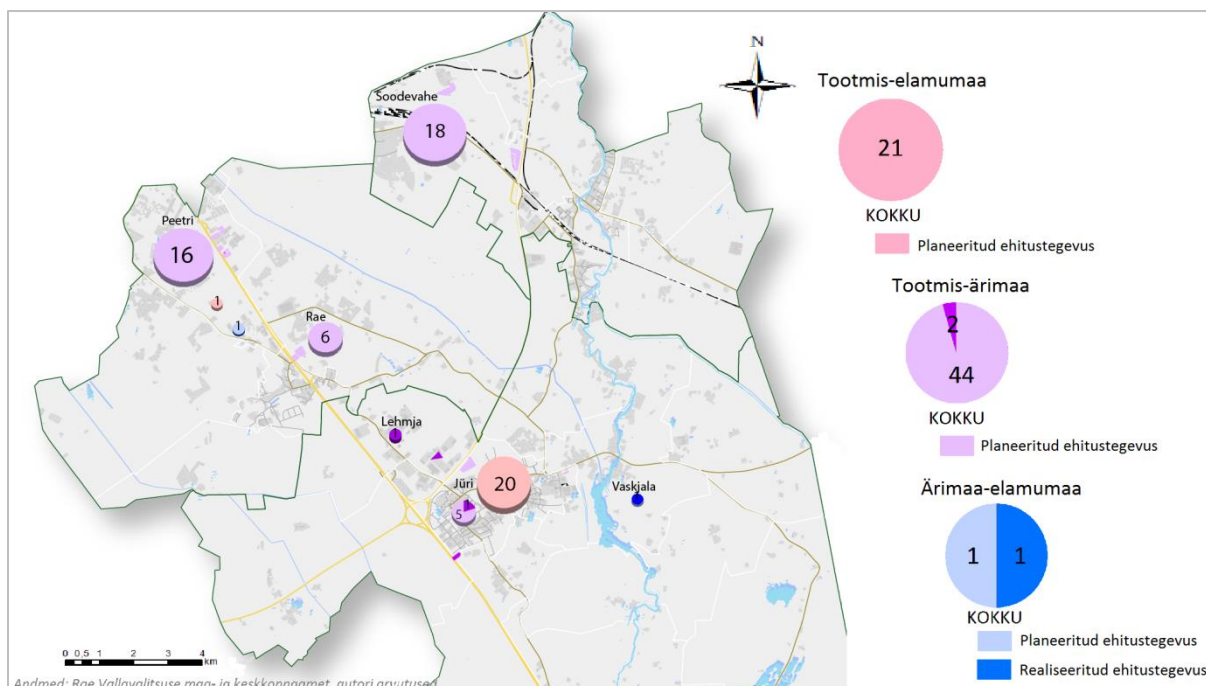 N
Soodevahe
18
Peetri
16
1
1
Rae
6
Lehmja
1
Jüri
20
1
5
Vaskjala
0 0,5 1 2 3 4
km
Andmed: Rae Vallavalitsuse maa- ja keskkonnaamet, autori arvutused
Tootmis-elamumaa
21
KOKKU
Planeeritud ehitustegevus
Tootmis-ärimaa
2
44
KOKKU
Planeeritud ehitustegevus
Ärimaa-elamumaa
1 1
KOKKU
Planeeritud ehitustegevus
Realiseeritud ehitustegevus